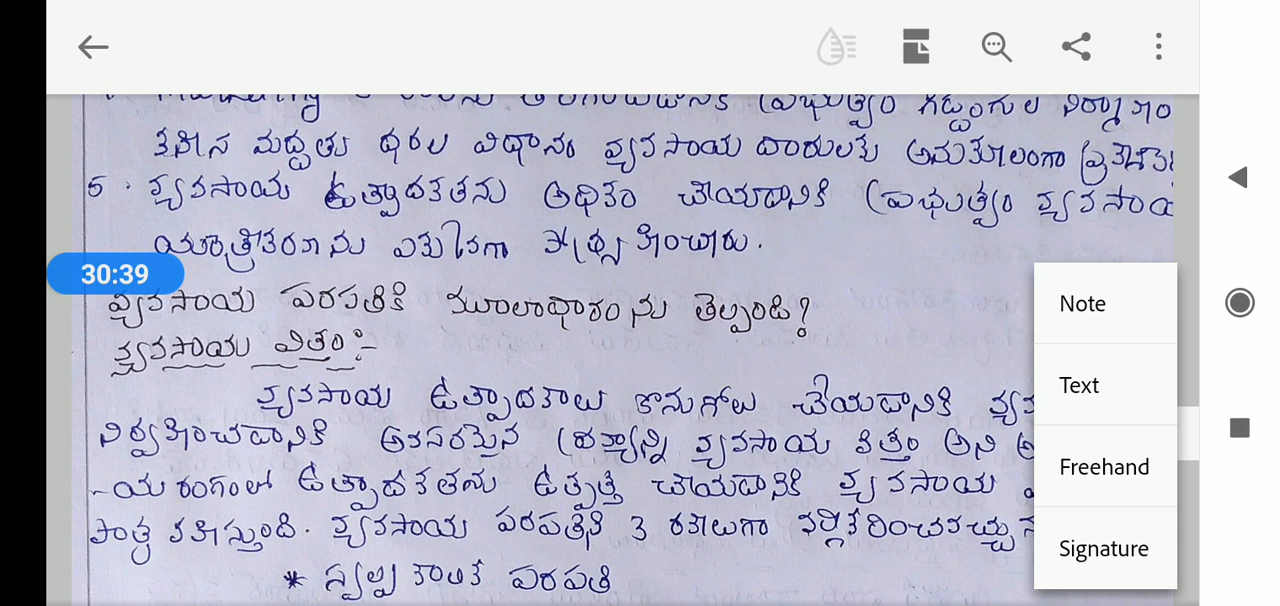 చేసిన మద్దతు ధరల విధానం వ్యవసాయ దారులకు అనుకూలంగా
5. వ్యవసాయ ఉత్పాదకతను అధికం చేయడానికి ప్రభుత్వం వ్యవసాయ
యాంత్రీకరణను ఎక్కువగా ప్రోత్సహించారు.
30:39
వ్యవసాయ పరపతికి మూలాధారంను తెల్పండి?
వ్యవసాయ విత్తం:-
వ్యవసాయ ఉత్పాదకాలు కొనుగోలు చేయడానికి
నిర్వహించడానికి అవసరమైన ద్రవ్యాన్ని వ్యవసాయ విత్తం అని
-య రంగంలో ఉత్పాదకతను ఉత్పత్తి చేయడానికి వ్యవసాయ
పాత్ర వహిస్తుంది. వ్యవసాయ పరపతిని 3 రకాలుగా వర్గీకరించవచ్చును
* స్వల్ప కాలిక పరపతి
Note
Text
Freehand
Signature